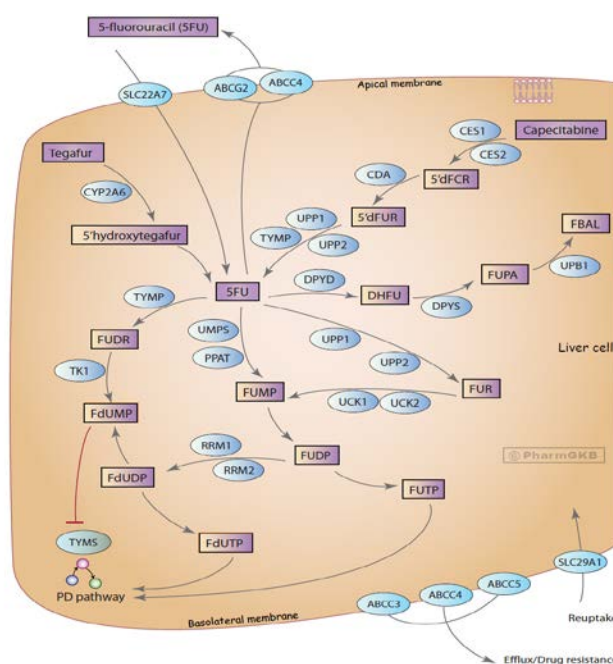 5-fluorouracil (5FU)
SLC22A7
ABCG2
ABCC4
Apical membrane
Tegafur
CYP2A6
5'hydroxytegafur
CES1
Capecitabine
CES2
CDA
5'dFCR
5'dFUR
UPP1
TYMP
UPP2
FBAL
UPB1
FUPA
DPYD
5FU
DHFU
DPYS
TYMP
FUDR
UMPS
PPAT
UPP1
UPP2
Liver cell
TK1
FdUMP
FUMP
UCK1
UCK2
FUR
RRM1
RRM2
FUDP
© PharmGKB
FdUDP
FUTP
TYMS
FdUTP
PD pathway
SLC29A1
ABCC5
ABCC4
ABCC3
Basolateral membrane
Reuptake
Efflux/Drug resistance